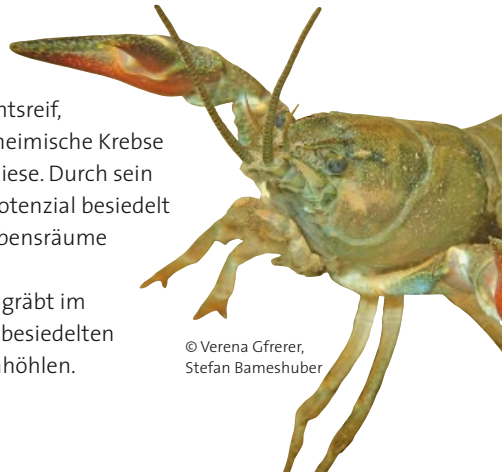 ntsreif,
heimische Krebse
iese. Durch sein
otenzial besiedelt
bensräume
gräbt im
besiedelten
höhlen.
© Verena Gfrerer,
Stefan Bameshuber